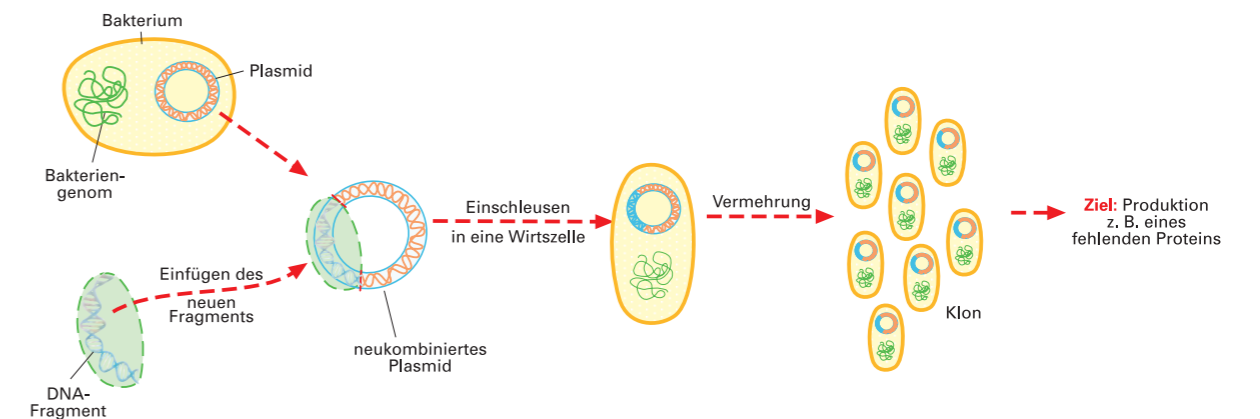 Bakterium
Plasmid
Bakterien-
genom
Einfügen des
neuen
Fragments
DNA-
Fragment
neukombiniertes
Plasmid
Einschleusen
in eine Wirtszelle
Vermehrung
Klon
Ziel: Produktion
z. B. eines
fehlenden Proteins